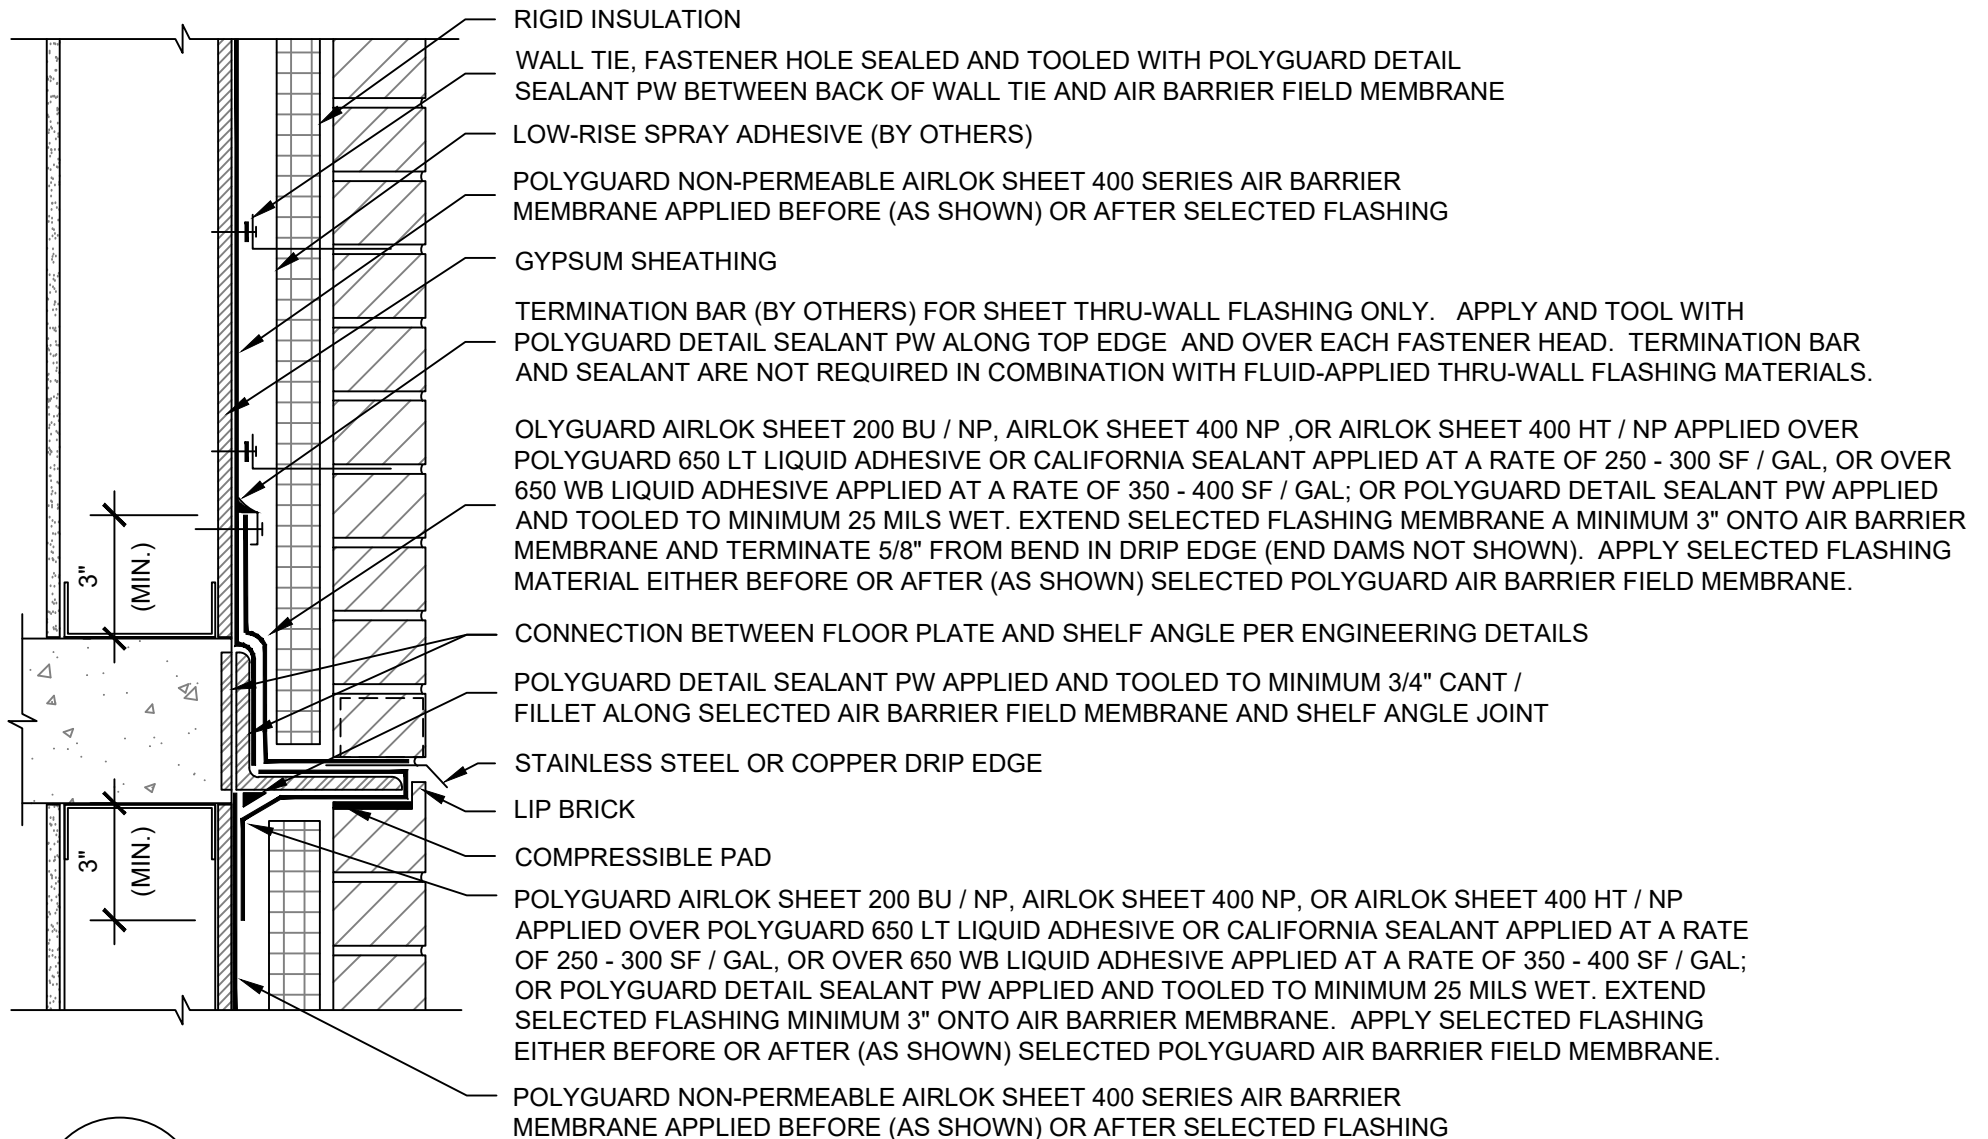 RIGID INSULATION
WALL TIE, FASTENER HOLE SEALED AND TOOLED WITH POLYGUARD DETAIL
SEALANT PW BETWEEN BACK OF WALL TIE AND AIR BARRIER FIELD MEMBRANE
LOW-RISE SPRAY ADHESIVE (BY OTHERS)
POLYGUARD NON-PERMEABLE AIRLOK SHEET 400 SERIES AIR BARRIER
MEMBRANE APPLIED BEFORE (AS SHOWN) OR AFTER SELECTED FLASHING
GYPSUM SHEATHING
TERMINATION BAR (BY OTHERS) FOR SHEET THRU-WALL FLASHING ONLY. APPLY AND TOOL WITH
POLYGUARD DETAIL SEALANT PW ALONG TOP EDGE AND OVER EACH FASTENER HEAD. TERMINATION BAR
AND SEALANT ARE NOT REQUIRED IN COMBINATION WITH FLUID-APPLIED THRU-WALL FLASHING MATERIALS.
OLYGUARD AIRLOK SHEET 200 BU / NP, AIRLOK SHEET 400 NP ,OR AIRLOK SHEET 400 HT / NP APPLIED OVER
POLYGUARD 650 LT LIQUID ADHESIVE OR CALIFORNIA SEALANT APPLIED AT A RATE OF 250 - 300 SF / GAL, OR OVER
650 WB LIQUID ADHESIVE APPLIED AT A RATE OF 350 - 400 SF / GAL; OR POLYGUARD DETAIL SEALANT PW APPLIED
AND TOOLED TO MINIMUM 25 MILS WET. EXTEND SELECTED FLASHING MEMBRANE A MINIMUM 3" ONTO AIR BARRIER
MEMBRANE AND TERMINATE 5/8" FROM BEND IN DRIP EDGE (END DAMS NOT SHOWN). APPLY SELECTED FLASHING
MATERIAL EITHER BEFORE OR AFTER (AS SHOWN) SELECTED POLYGUARD AIR BARRIER FIELD MEMBRANE.
3"
(MIN.)
CONNECTION BETWEEN FLOOR PLATE AND SHELF ANGLE PER ENGINEERING DETAILS
POLYGUARD DETAIL SEALANT PW APPLIED AND TOOLED TO MINIMUM 3/4" CANT /
FILLET ALONG SELECTED AIR BARRIER FIELD MEMBRANE AND SHELF ANGLE JOINT
STAINLESS STEEL OR COPPER DRIP EDGE
LIP BRICK
COMPRESSIBLE PAD
3"
(MIN.)
POLYGUARD AIRLOK SHEET 200 BU / NP, AIRLOK SHEET 400 NP, OR AIRLOK SHEET 400 HT / NP
APPLIED OVER POLYGUARD 650 LT LIQUID ADHESIVE OR CALIFORNIA SEALANT APPLIED AT A RATE
OF 250 - 300 SF / GAL, OR OVER 650 WB LIQUID ADHESIVE APPLIED AT A RATE OF 350 - 400 SF / GAL;
OR POLYGUARD DETAIL SEALANT PW APPLIED AND TOOLED TO MINIMUM 25 MILS WET. EXTEND
SELECTED FLASHING MINIMUM 3" ONTO AIR BARRIER MEMBRANE. APPLY SELECTED FLASHING
EITHER BEFORE OR AFTER (AS SHOWN) SELECTED POLYGUARD AIR BARRIER FIELD MEMBRANE.
POLYGUARD NON-PERMEABLE AIRLOK SHEET 400 SERIES AIR BARRIER
MEMBRANE APPLIED BEFORE (AS SHOWN) OR AFTER SELECTED FLASHING